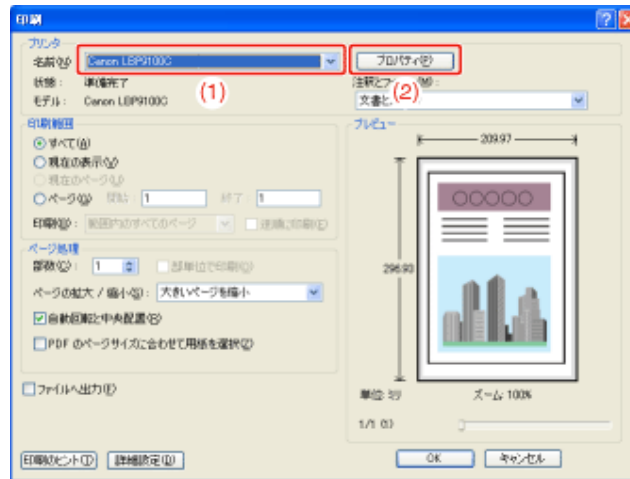 印刷
プリンタ
名前(N): Canon LBP9100C
プロパティ(P)
(1)
(2)
状態: 準備完了
モデル: Canon LBP9100C
印刷範囲
すべて(A)
現在の表示(V)
現在のページ(U)
ページ(G) 開始: 1 終了 1
範囲内のすべてのページ
逆順に印刷(E)
ページ処理
部数(C): 1 部単位で印刷(O)
ページの拡大 / 縮小(S): 大きいページを縮小
自動回転と中央配置(B)
PDF のページサイズに合わせて用紙を選択(Z)
ファイルへ出力(F)
印刷のヒント(T)
詳細設定(D)
プレビュー
209.97
296.93
OOOOO
単位: ミリ
ズーム: 100%
1/1 (1)
OK
キャンセル